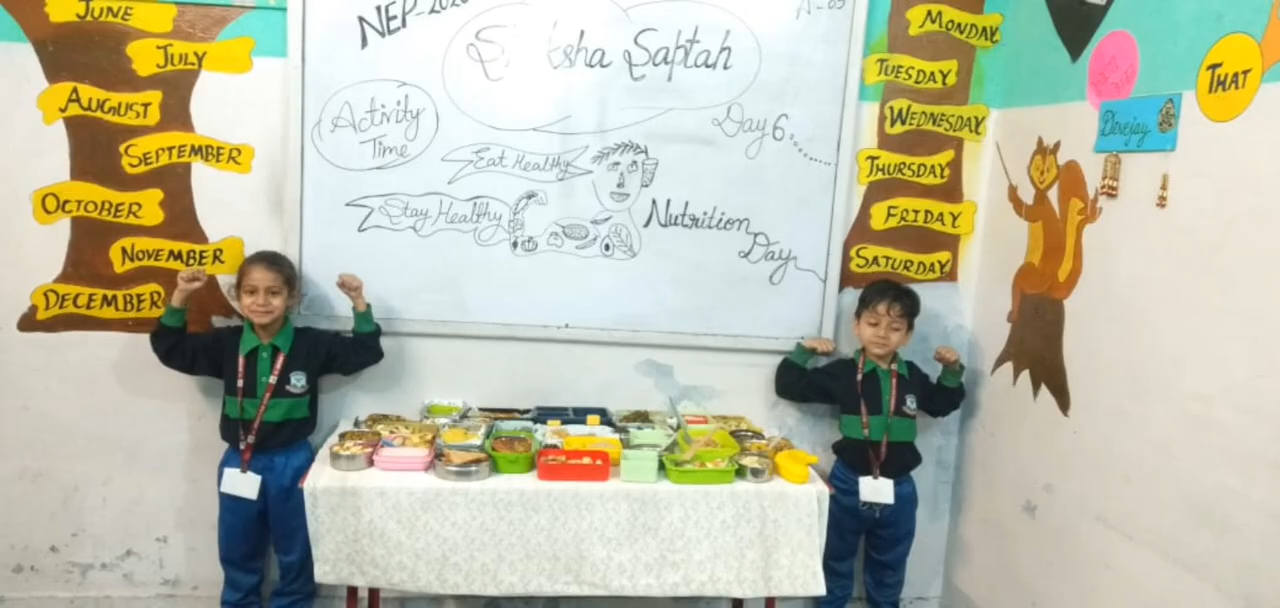 JUNE
JULY
AUGUST
SEPTEMBER
OCTOBER
NOVEMBER
DECEMBER
Saptah
Activity
Time
Eat Healthy
Stay Healthy
Day 6
Nutrition
Day
MONDAY
TUESDAY
WEDNESDAY
THURSDAY
FRIDAY
SATURDAY
THAT